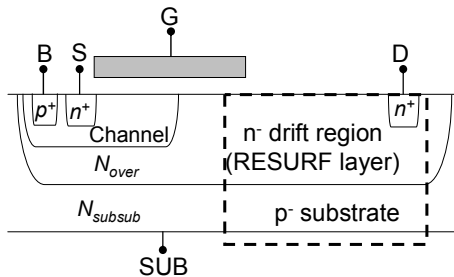 G
B S D
p+ n+ n+
Channel
n- drift region
(RESURF layer)
Nover
Nsubsub
p- substrate
SUB